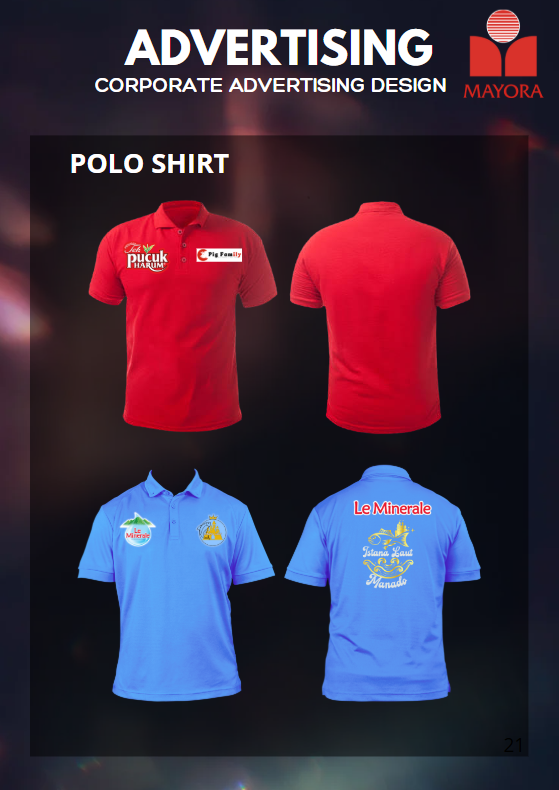 ADVERTISING
CORPORATE ADVERTISING DESIGN
MAYORA
POLO SHIRT
Teh
pucuk
HARUM
Pig Family
Le
Minerale
Le Minerale
Istana Laut
Manado
21